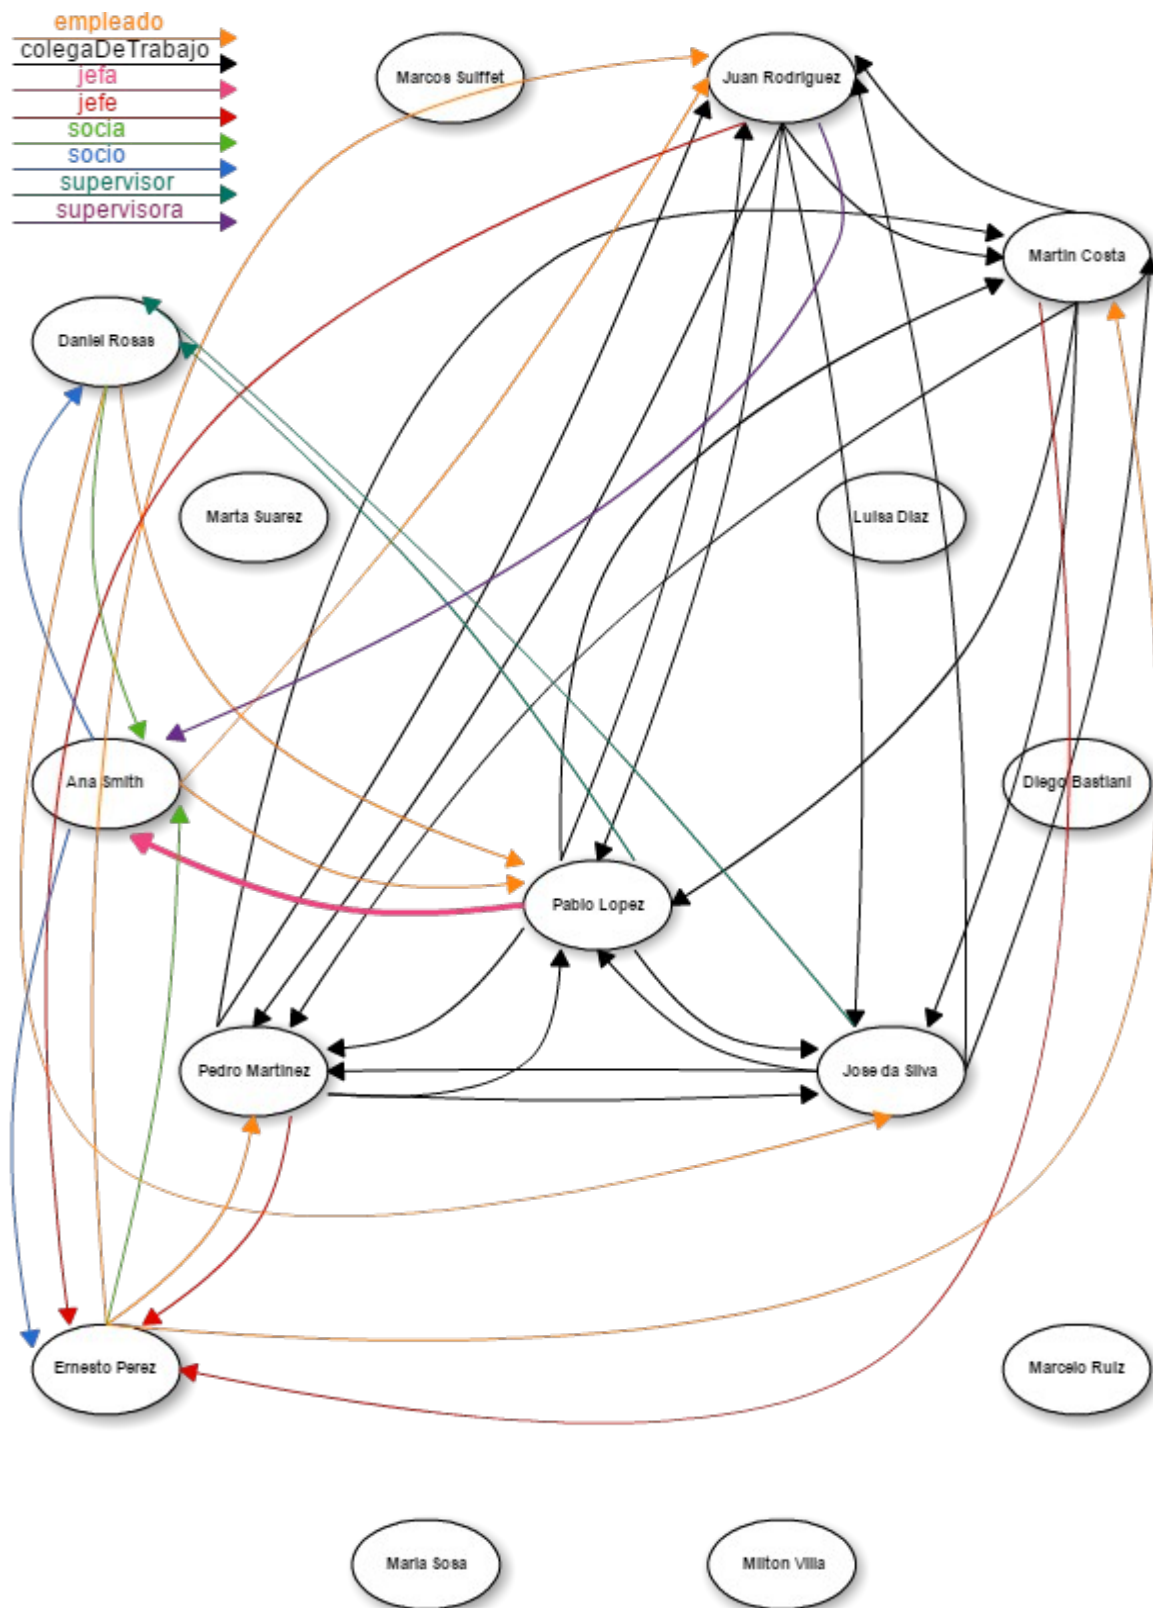 empleado
colegaDeTrabajo
jefa
jefe
socia
socio
supervisor
supervisora
Marcos Suiffet
Juan Rodriguez
Martin Costa
Daniel Rosas
Marta Suarez
Luisa Diaz
Ana Smith
Diego Bastiani
Pablo Lopez
Pedro Martinez
Jose da Silva
Ernesto Perez
Marcelo Ruiz
Maria Sosa
Milton Villa